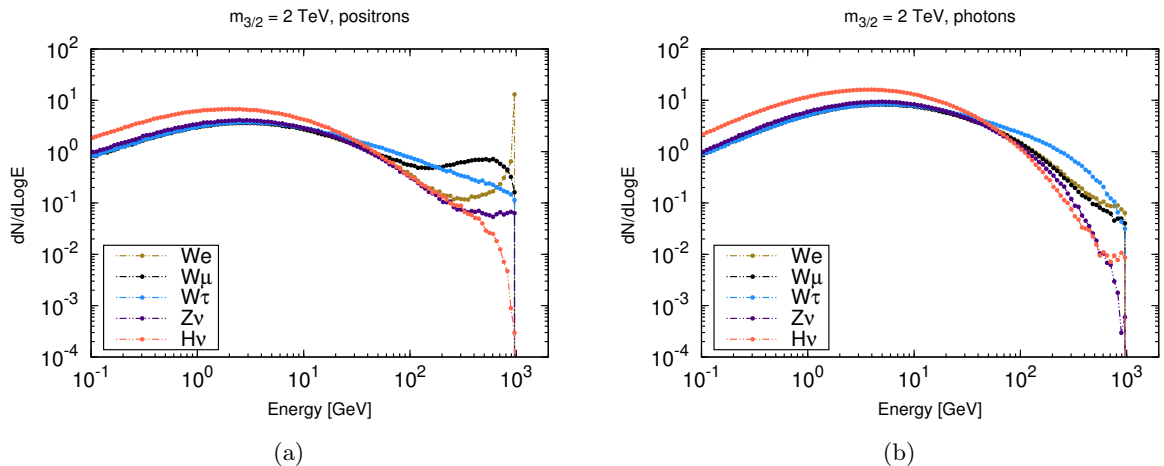 m3/2 = 2 TeV, positrons
dN/dLogE
10^2
10^1
10^0
10^-1
10^-2
10^-3
10^-4
We
Wμ
Wτ
Zν
Hν
10^-1 10^0 10^1 10^2 10^3
Energy [GeV]
(a)
m3/2 = 2 TeV, photons
dN/dLogE
10^2
10^1
10^0
10^-1
10^-2
10^-3
10^-4
We
Wμ
Wτ
Zν
Hν
10^-1 10^0 10^1 10^2 10^3
Energy [GeV]
(b)